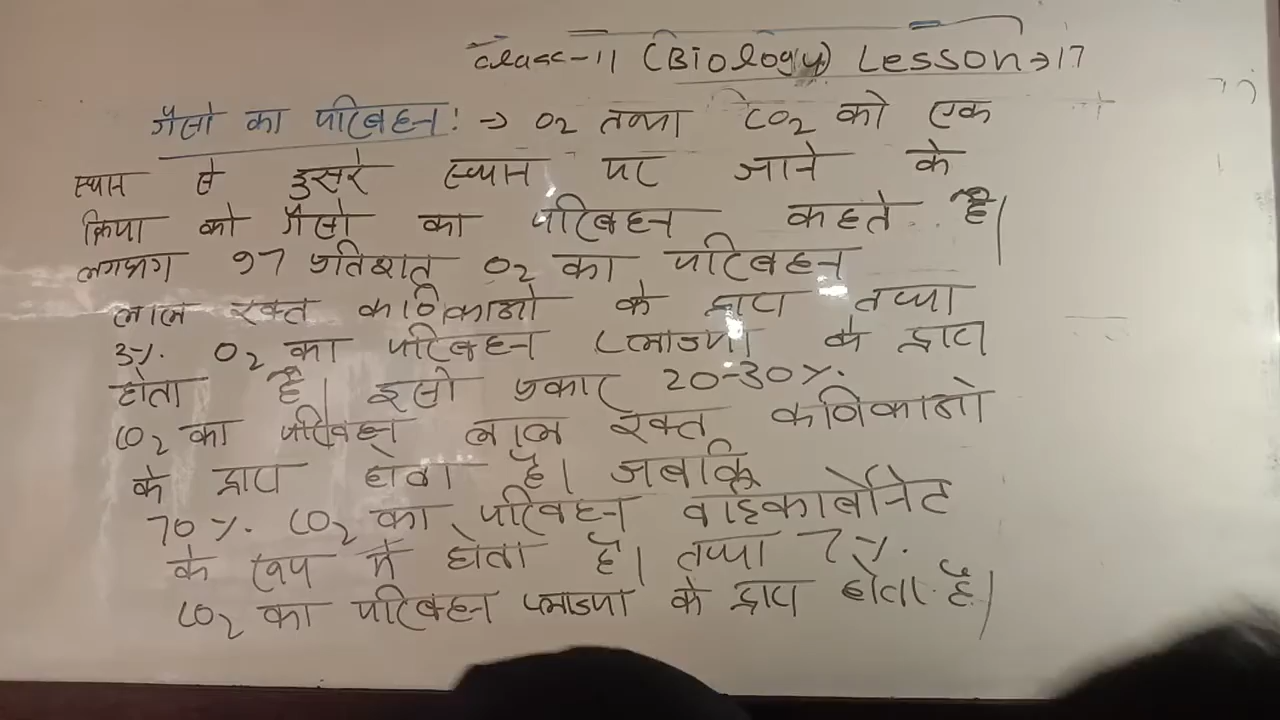 Class-11 (Biology) Lesson→17
गैसो का परिवहन:→ O2 तथा CO2 को एक
स्थान से दुसरे स्थान पर जाने के
क्रिया को गैसो का परिवहन कहते है।
लगभग 97 प्रतिशत O2 का परिवहन
लाल रक्त कणिकाओ के द्वारा तथा
3%. O2 का परिवहन प्लाज्मा के द्वारा
होता है। इसी प्रकार 20-30%.
CO2 का परिवहन लाल रक्त कणिकाओ
के द्वारा होता है। जबकि
70%. CO2 का परिवहन वाइकार्बोनेट
के रूप मे होता है। तथा 7%.
CO2 का परिवहन प्लाज्मा के द्वारा होता है।